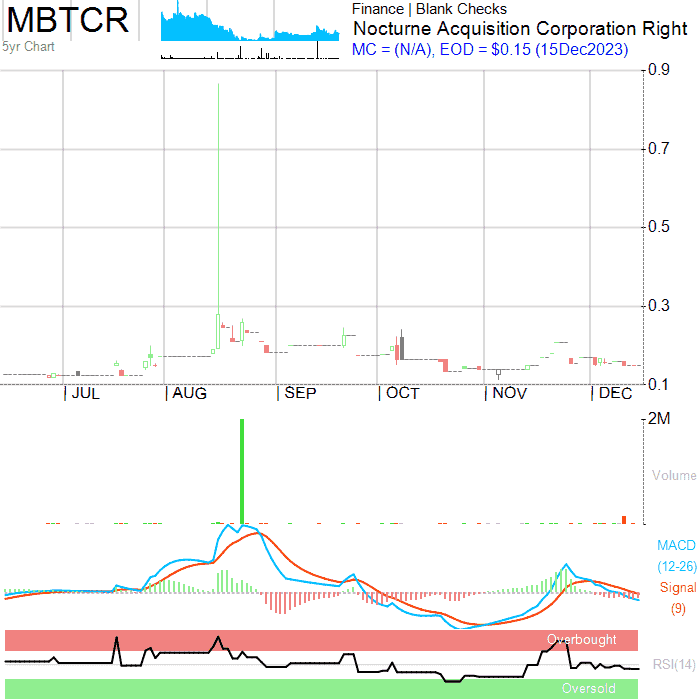 MBTCR
5yr Chart
Finance | Blank Checks
Nocturne Acquisition Corporation Right
MC = (N/A), EOD = $0.15 (15Dec2023)
0.9
0.7
0.5
0.3
0.1
| JUL | AUG | SEP | OCT | NOV | DEC
2M
Volume
MACD
(12-26)
Signal
(9)
Overbought
RSI(14)
Oversold